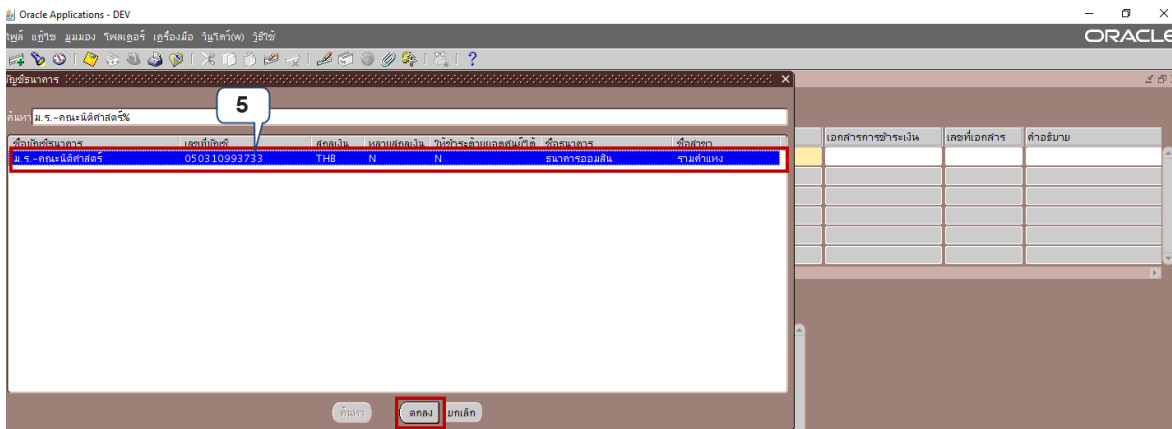 Oracle Applications - DEV
ไฟล์ แก้ไข มุมมอง โฟลเดอร์ เครื่องมือ วินโดว์(W) วิธีใช้
ORACLE
บัญชีธนาคาร
ค้นหา ม.ร.-คณะนิติศาสตร์%
5
ชื่อบัญชีธนาคาร เลขที่บัญชี สกุลเงิน หลายสกุลเงิน ให้ชำระด้วยยอดศูนย์ได้ ชื่อธนาคาร ชื่อสาขา
ม.ร.-คณะนิติศาสตร์ 050310993733 THB N N ธนาคารออมสิน รามคำแหง
เอกสารการชำระเงิน เลขที่เอกสาร คำอธิบาย
ค้นหา ตกลง ยกเลิก